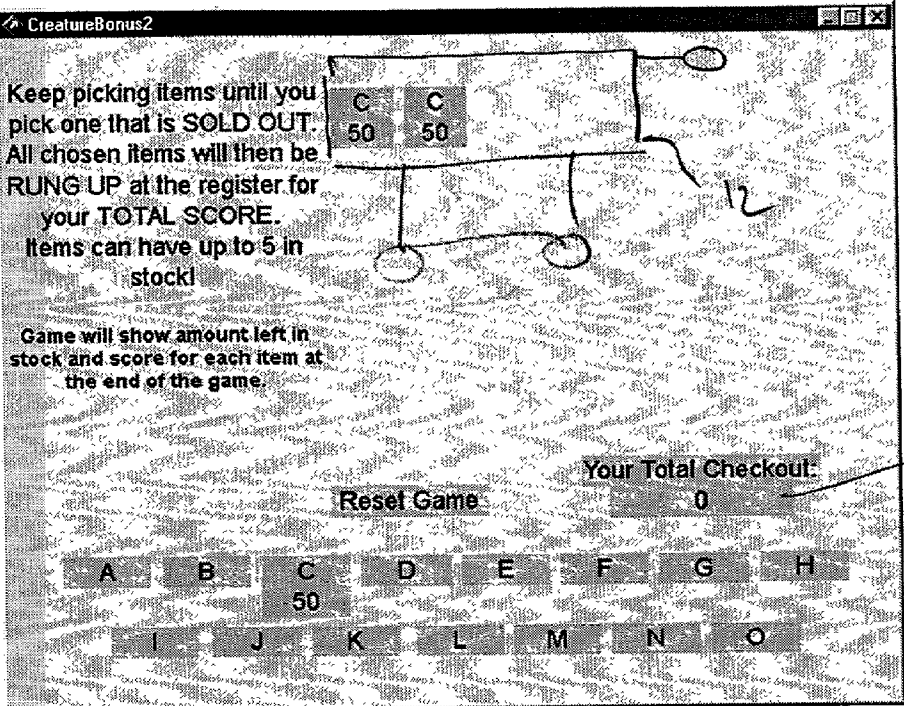 CreatureBonus2
Keep picking items until you
pick one that is SOLD OUT.
All chosen items will then be
RUNG UP at the register for
your TOTAL SCORE.
Items can have up to 5 in
stock!
C C
50 50
12
Game will show amount left in
stock and score for each item at
the end of the game.
Your Total Checkout:
Reset Game 0
A B C D E F G H
50
I J K L M N O